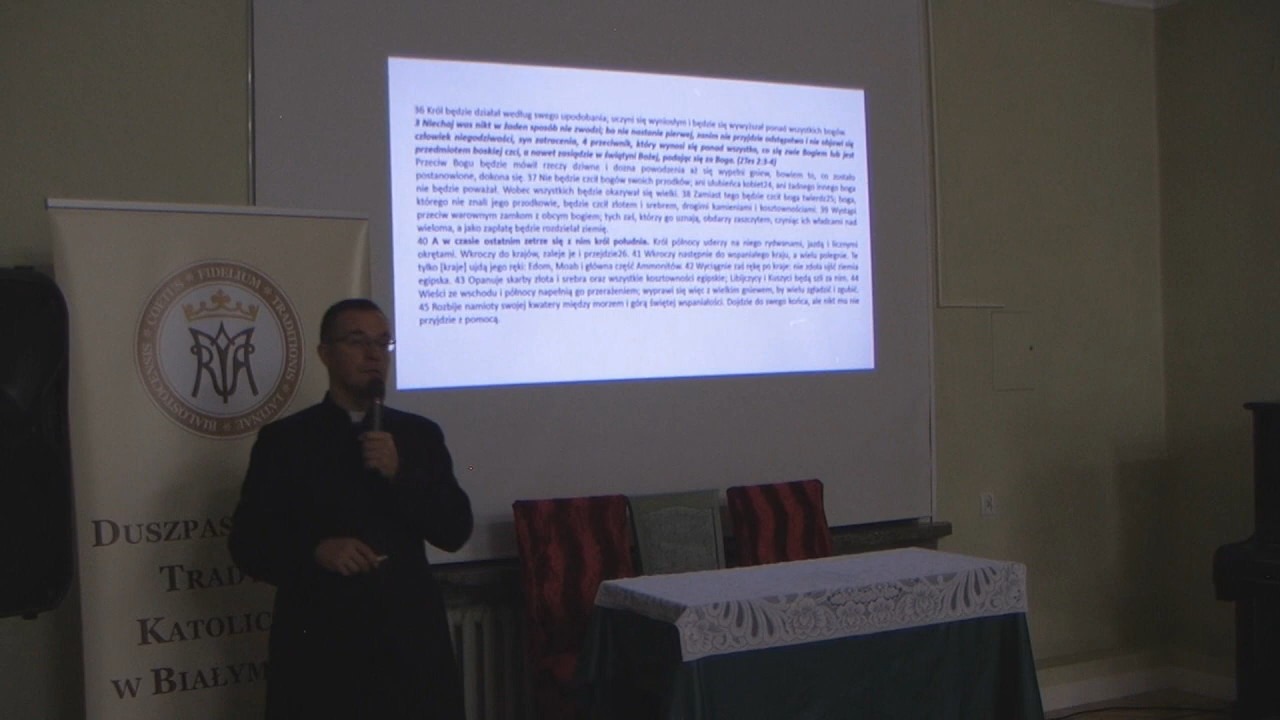 36 Król będzie działał według swego upodobania; uczyni się wyniosłym i będzie się wywyższał ponad wszystkich bogów.
3 Niechaj was nikt w żaden sposób nie zwodzi; bo nie nastanie pierwej, zanim nie przyjdzie odstępstwo i nie objawi się
człowiek niegodziwości, syn zatracenia, 4 przeciwnik, który wynosi się ponad wszystko, co się zwie Bogiem lub jest
przedmiotem boskiej czci, a nawet zasiądzie w świątyni Bożej, podając się za Boga. (2Tes 2:3-4)
Przeciw Bogu będzie mówił rzeczy dziwne i dozna powodzenia aż się wypełni gniew, bowiem to, co zostało
postanowione, dokona się. 37 Nie będzie czcił bogów swoich przodków; ani ulubieńca kobiet24, ani żadnego innego boga
nie będzie poważał. Wobec wszystkich będzie okazywał się wielki. 38 Zamiast tego będzie czcił boga twierdz25; boga,
którego nie znali jego przodkowie, będzie czcił złotem i srebrem, drogimi kamieniami i kosztownościami. 39 Wystąpi
przeciw warownym zamkom z obcym bogiem; tych zaś, którzy go uznają, obdarzy zaszczytem, czyniąc ich władcami nad
wieloma, a jako zapłatę będzie rozdzielał ziemię.
40 A w czasie ostatnim zetrze się z nim król południa. Król północy uderzy na niego rydwanami, jazdą i licznymi
okrętami. Wkroczy do krajów, zaleje je i przejdzie26. 41 Wkroczy następnie do wspaniałego kraju, a wielu polegnie. Te
tylko [kraje] ujdą jego ręki: Edom, Moab i główna część Ammonitów. 42 Wyciągnie zaś rękę po kraje: nie zdoła ujść ziemia
egipska. 43 Opanuje skarby złota i srebra oraz wszystkie kosztowności egipskie; Libijczycy i Kuszyci będą szli za nim. 44
Wieści ze wschodu i północy napełnią go przerażeniem; wyprawi się więc z wielkim gniewem, by wielu zgładzić i zgubić.
45 Rozbije namioty swojej kwatery między morzem i górą świętej wspaniałości. Dojdzie do swego końca, ale nikt mu nie
przyjdzie z pomocą.
COETUS * FIDELIUM * TRADITIONIS * LATINAE * BIALOSTOCENSIS
DUSZPAS
TRADY
KATOLIC
W BIAŁYM